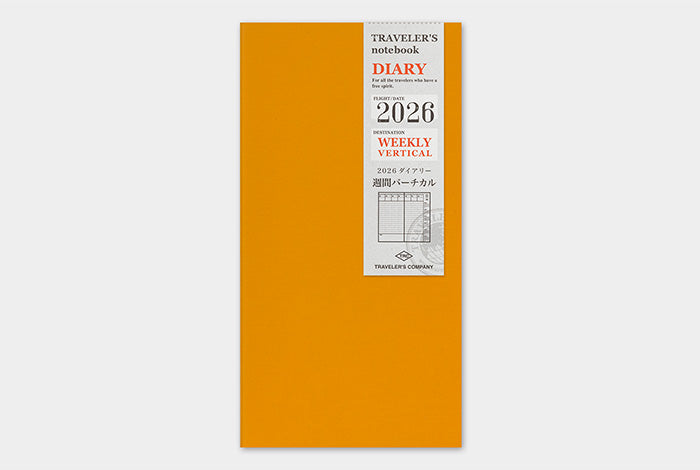 TRAVELER'S
notebook
DIARY
For all the travelers who have a
free spirit.
FLIGHT/DATE
2026
DESTINATION
WEEKLY
VERTICAL
2026 ダイアリー
週間バーチカル
TRC
TRAVELER'S COMPANY